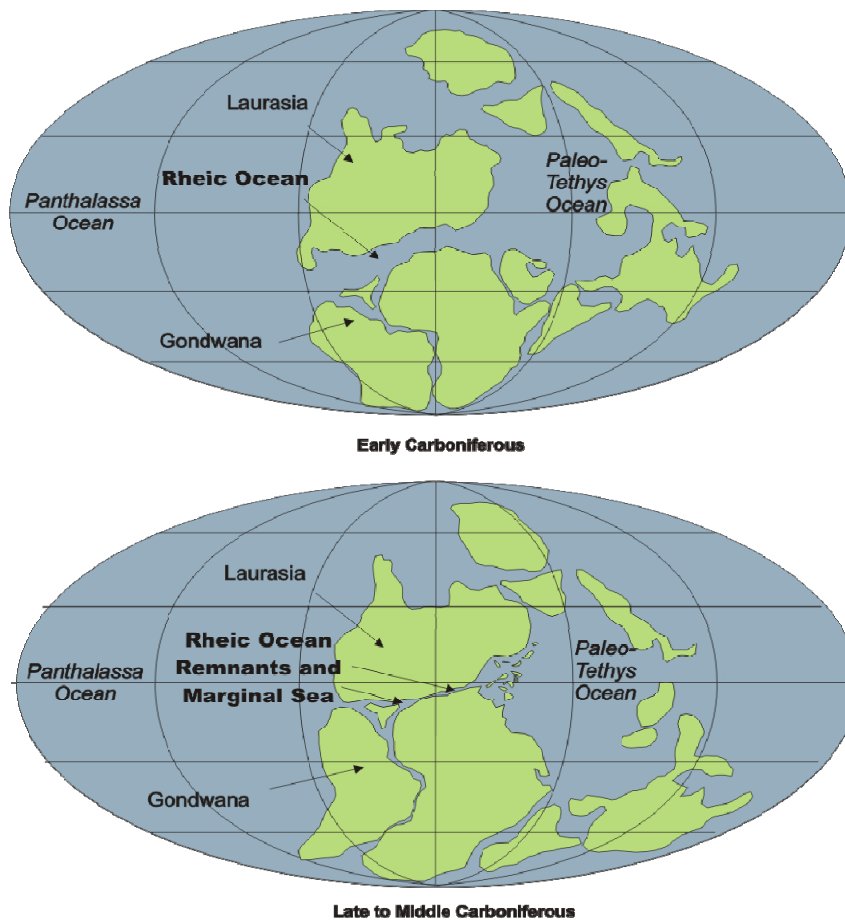 Laurasia
Rheic Ocean
Panthalassa
Ocean
Paleo-
Tethys
Ocean
Gondwana
Early Carboniferous
Laurasia
Rheic Ocean
Remnants and
Marginal Sea
Panthalassa
Ocean
Paleo-
Tethys
Ocean
Gondwana
Late to Middle Carboniferous